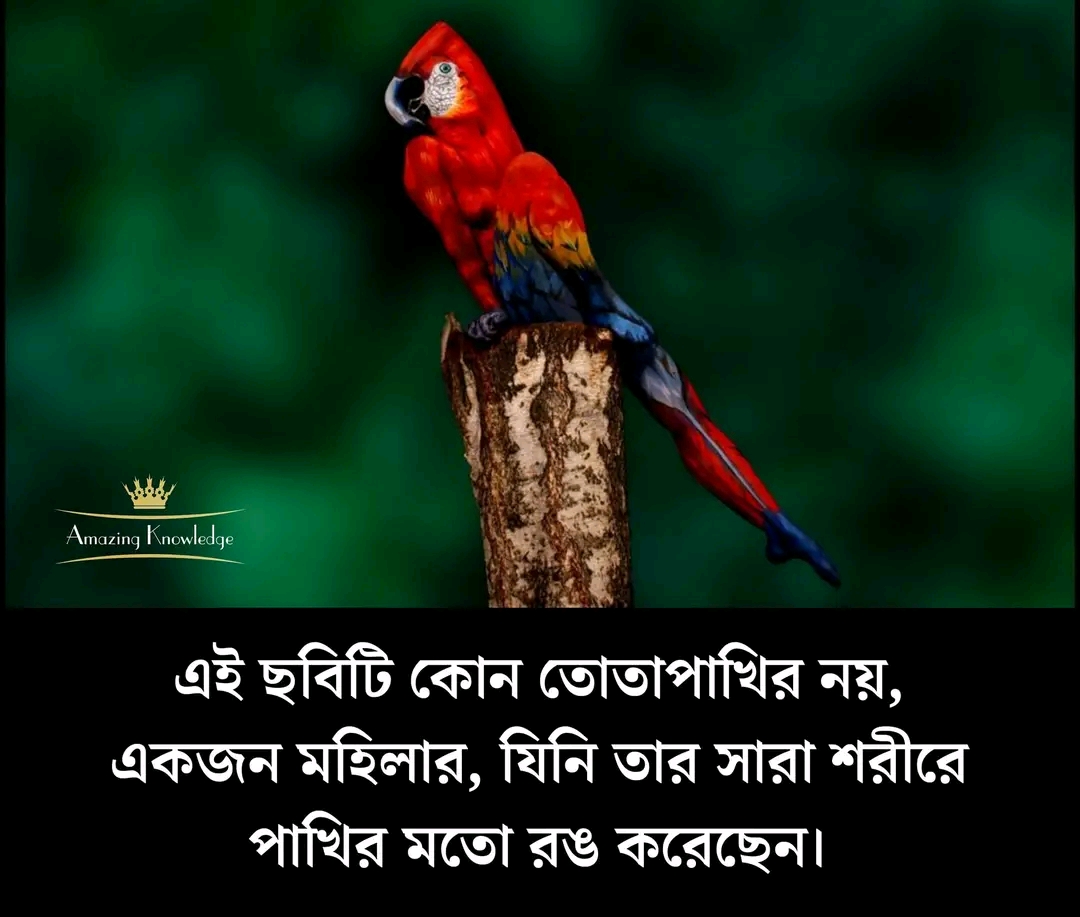 Amazing Knowledge
এই ছবিটি কোন তোতাপাখির নয়,
একজন মহিলার, যিনি তার সারা শরীরে
পাখির মতো রঙ করেছেন।